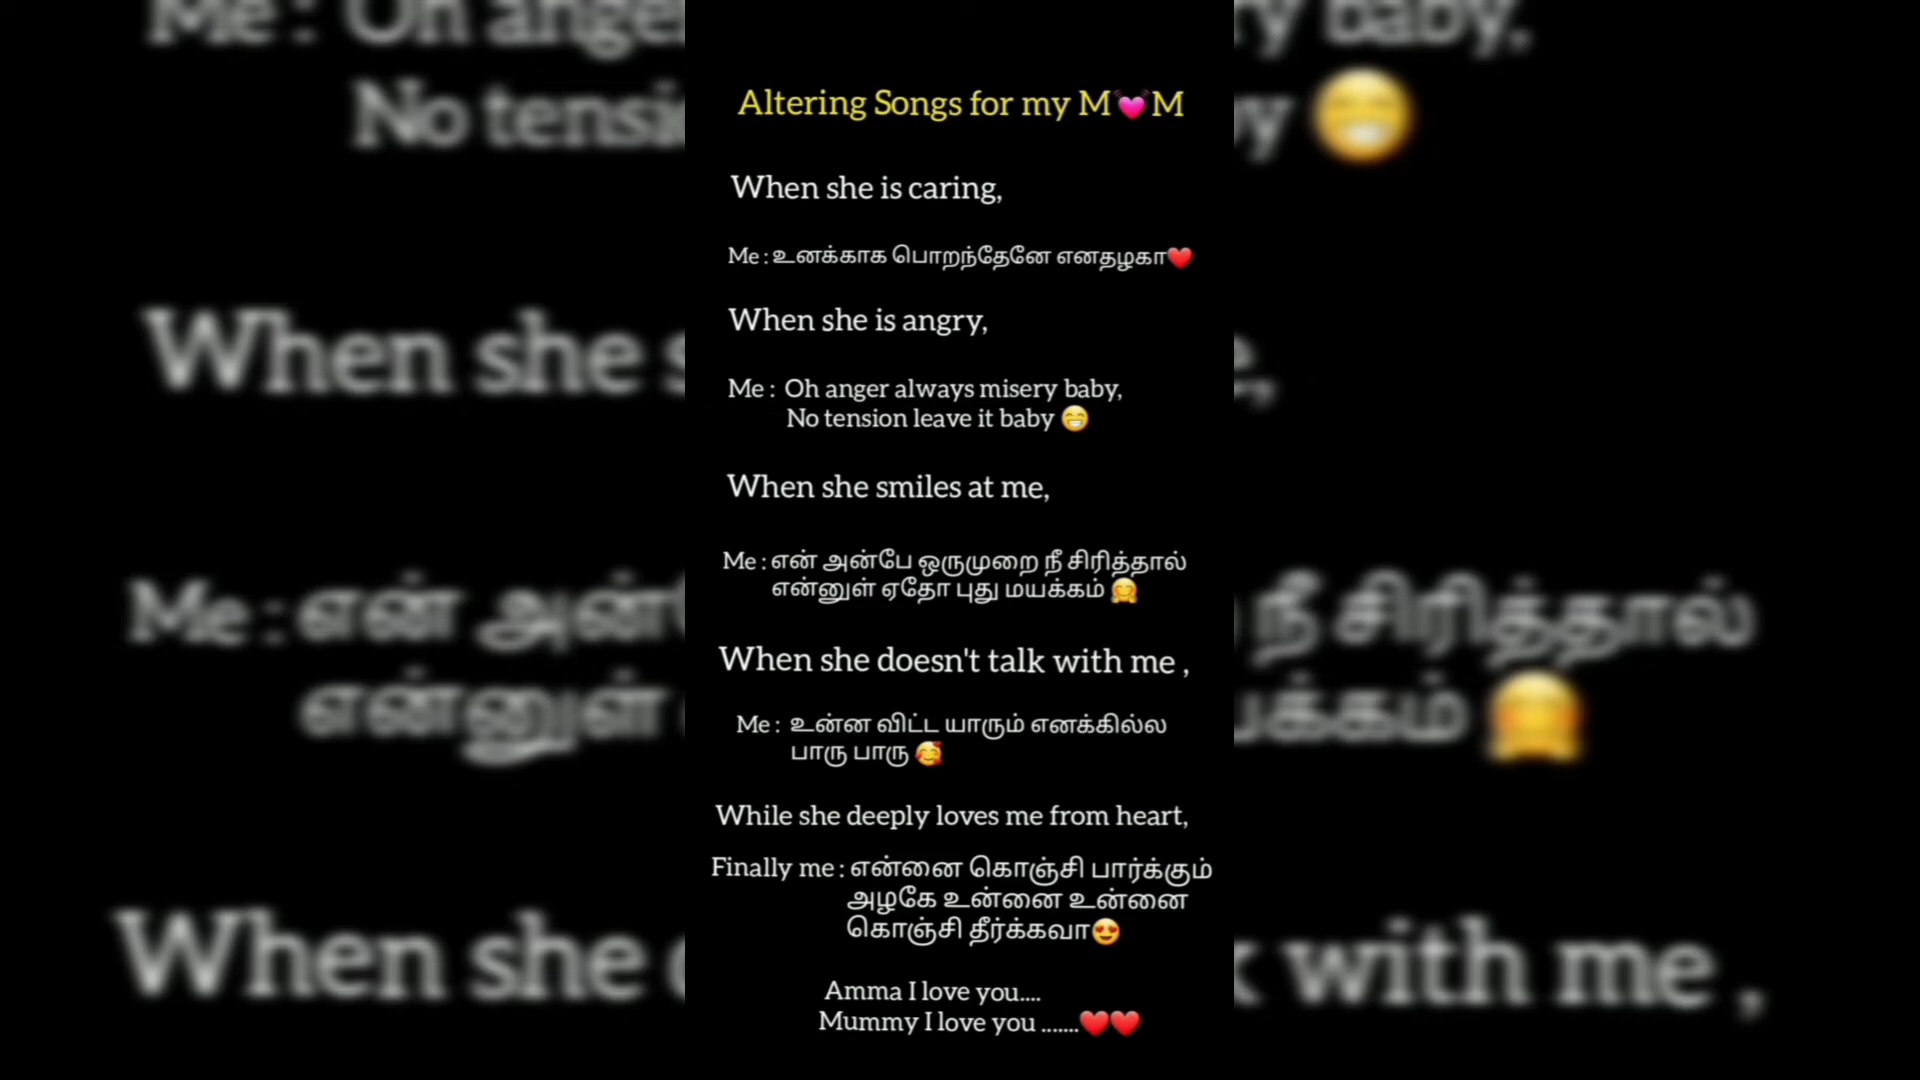 Altering Songs for my M💓M
When she is caring,
Me : உனக்காக பொறந்தேனே எனதழகா❤️
When she is angry,
Me : Oh anger always misery baby,
No tension leave it baby 😁
When she smiles at me,
Me : என் அன்பே ஒருமுறை நீ சிரித்தால்
என்னுள் ஏதோ புது மயக்கம் 🤗
When she doesn't talk with me ,
Me : உன்ன விட்ட யாரும் எனக்கில்ல
பாரு பாரு 🥰
While she deeply loves me from heart,
Finally me : என்னை கொஞ்சி பார்க்கும்
அழகே உன்னை உன்னை
கொஞ்சி தீர்க்கவா😍
Amma I love you....
Mummy I love you .......❤️❤️